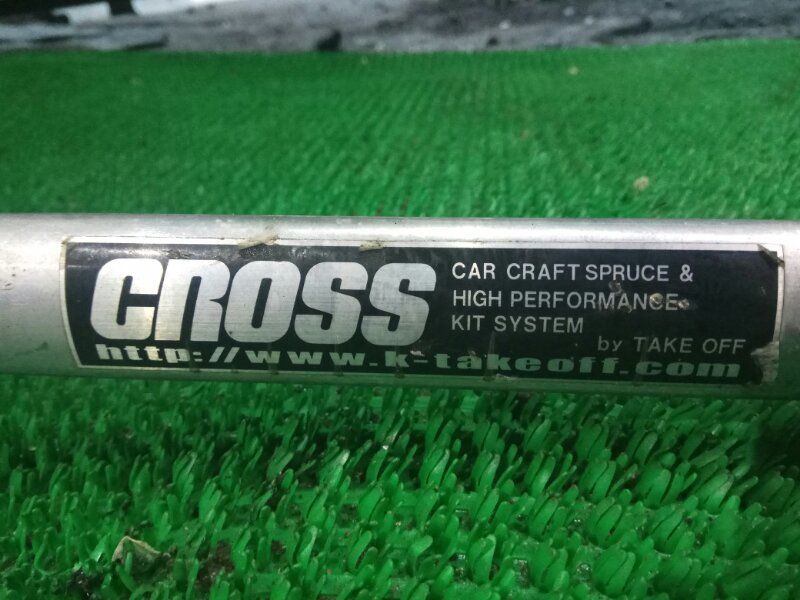 CROSS
CAR CRAFT SPRUCE &
HIGH PERFORMANCE
KIT SYSTEM
by TAKE OFF
http://www.k-takeoff.com